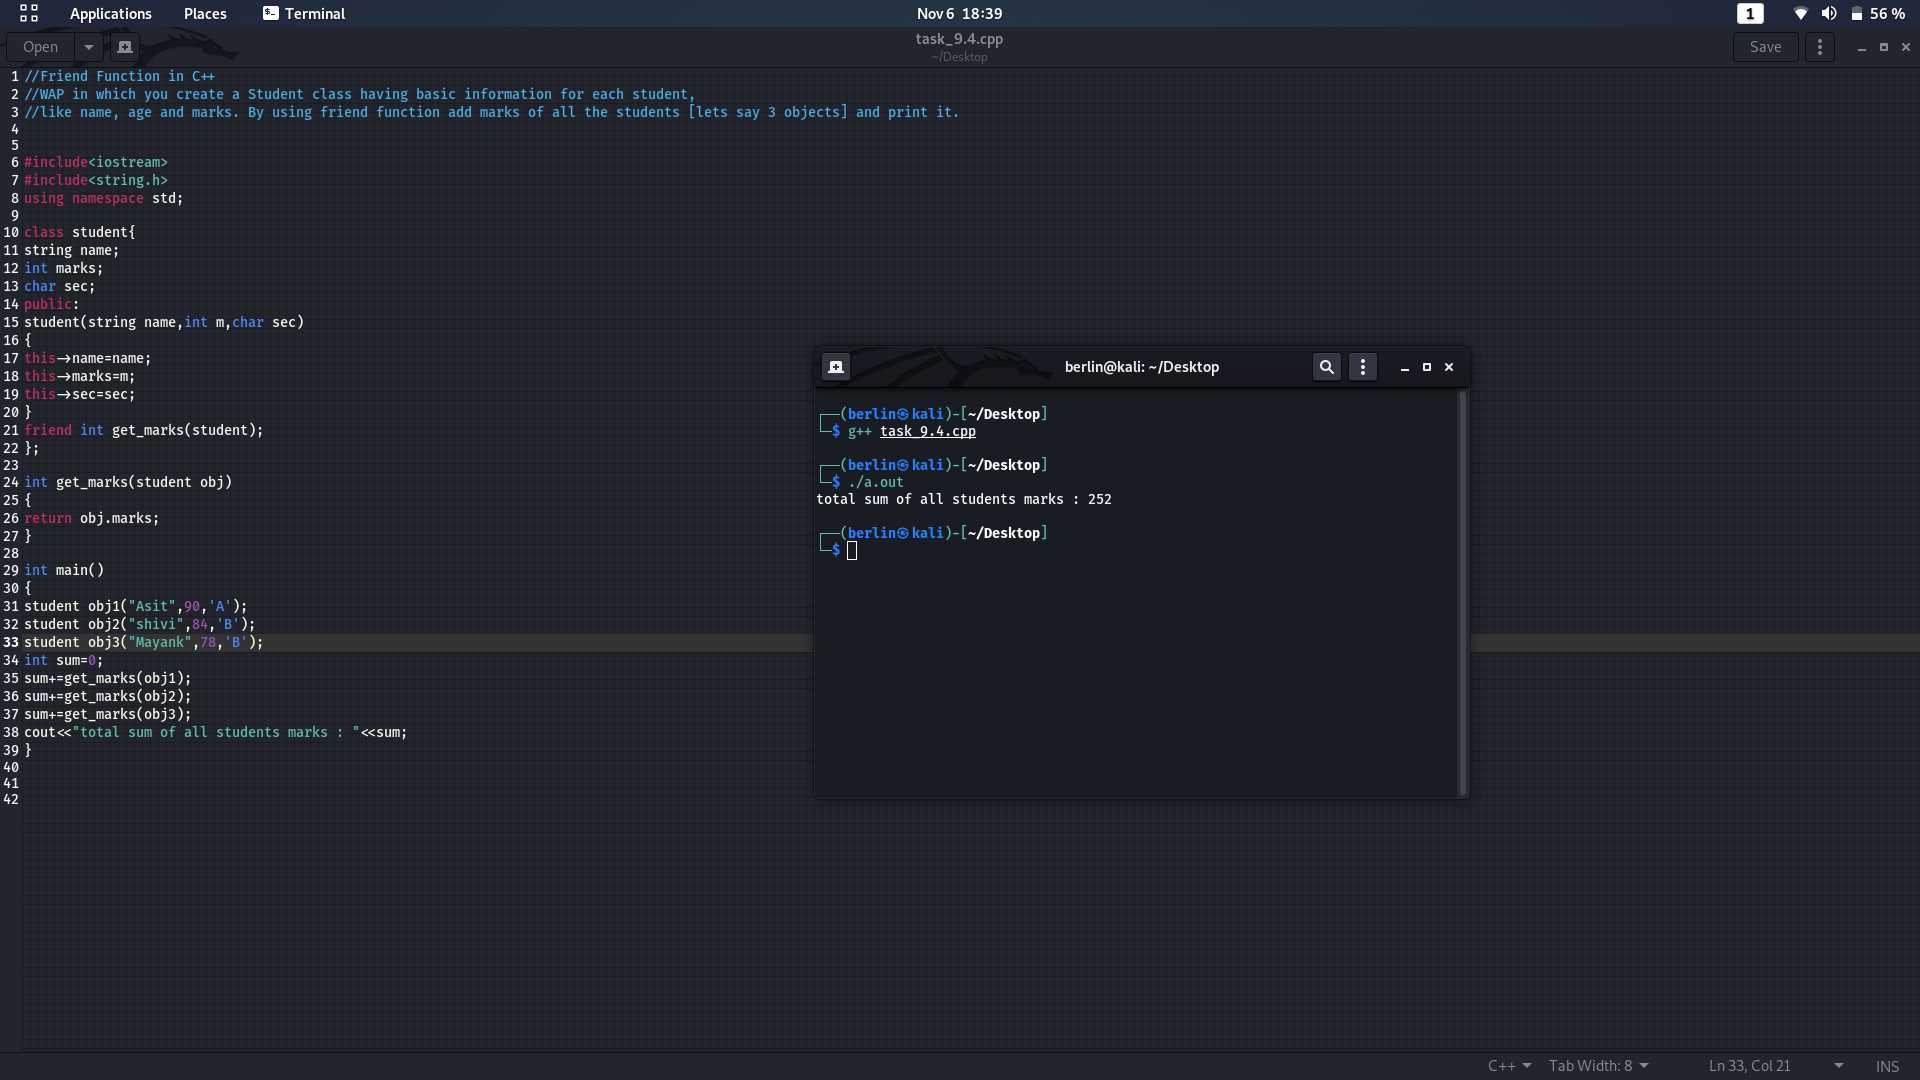 Applications Places Terminal Nov 6 18:39 1 56 %
Open task_9.4.cpp Save
~/Desktop
1 //Friend Function in C++
2 //WAP in which you create a Student class having basic information for each student,
3 //like name, age and marks. By using friend function add marks of all the students [lets say 3 objects] and print it.
4
5
6 #include<iostream>
7 #include<string.h>
8 using namespace std;
9
10 class student{
11 string name;
12 int marks;
13 char sec;
14 public:
15 student(string name,int m,char sec)
16 {
17 this->name=name;
18 this->marks=m;
19 this->sec=sec;
20 }
21 friend int get_marks(student);
22 };
23
24 int get_marks(student obj)
25 {
26 return obj.marks;
27 }
28
29 int main()
30 {
31 student obj1("Asit",90,'A');
32 student obj2("shivi",84,'B');
33 student obj3("Mayank",78,'B');
34 int sum=0;
35 sum+=get_marks(obj1);
36 sum+=get_marks(obj2);
37 sum+=get_marks(obj3);
38 cout<<"total sum of all students marks : "<<sum;
39 }
40
41
42
berlin@kali: ~/Desktop
┌──(berlin㉿kali)-[~/Desktop]
└─$ g++ task_9.4.cpp
┌──(berlin㉿kali)-[~/Desktop]
└─$ ./a.out
total sum of all students marks : 252
┌──(berlin㉿kali)-[~/Desktop]
└─$
C++ Tab Width: 8 Ln 33, Col 21 INS